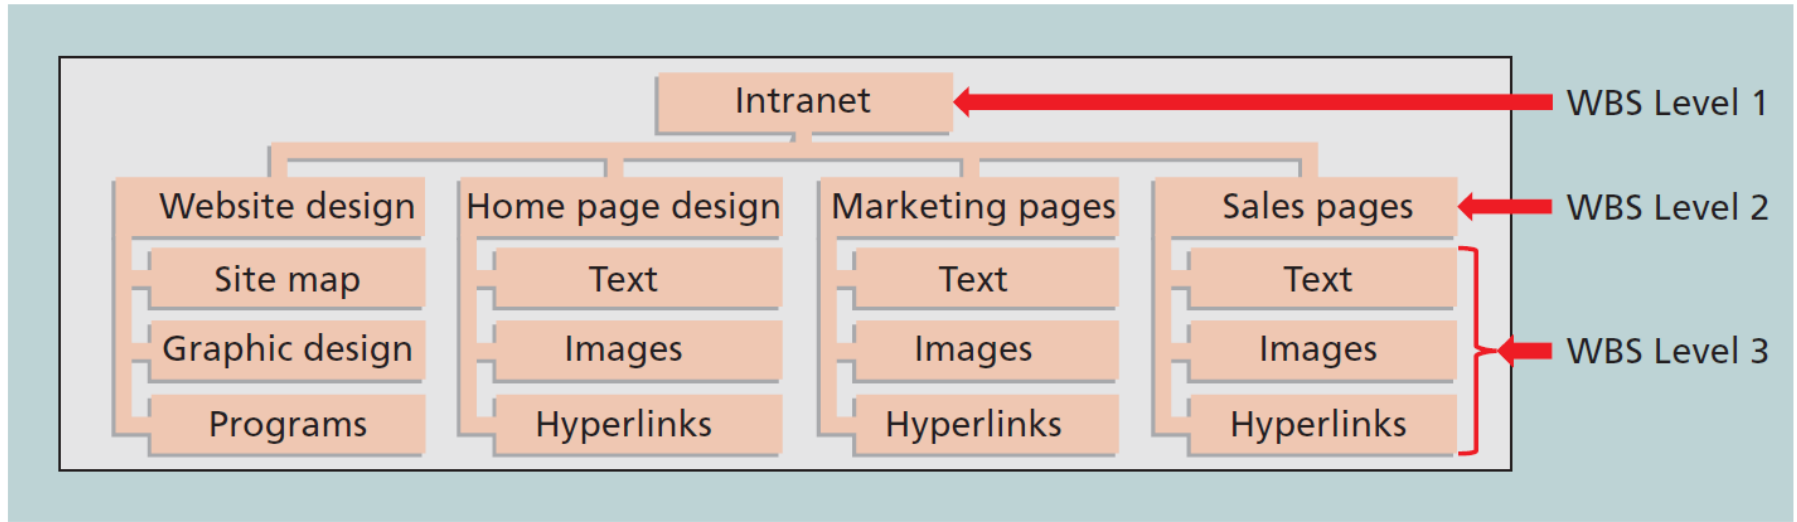 Intranet
WBS Level 1
Website design
Home page design
Marketing pages
Sales pages
WBS Level 2
Site map
Text
Text
Text
Graphic design
Images
Images
Images
WBS Level 3
Programs
Hyperlinks
Hyperlinks
Hyperlinks